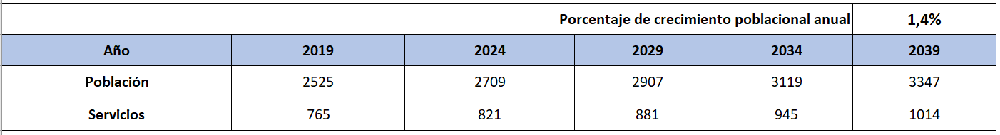 Porcentaje de crecimiento poblacional anual 1,4%
Año 2019 2024 2029 2034 2039
Población 2525 2709 2907 3119 3347
Servicios 765 821 881 945 1014